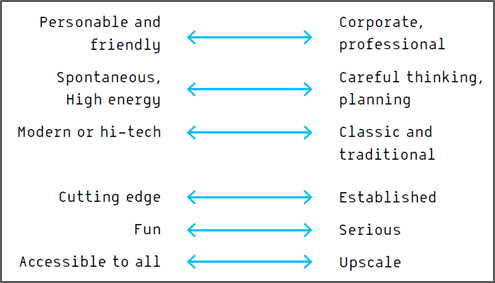 Personable and friendly
Corporate, professional
Spontaneous, High energy
Careful thinking, planning
Modern or hi-tech
Classic and traditional
Cutting edge
Established
Fun
Serious
Accessible to all
Upscale